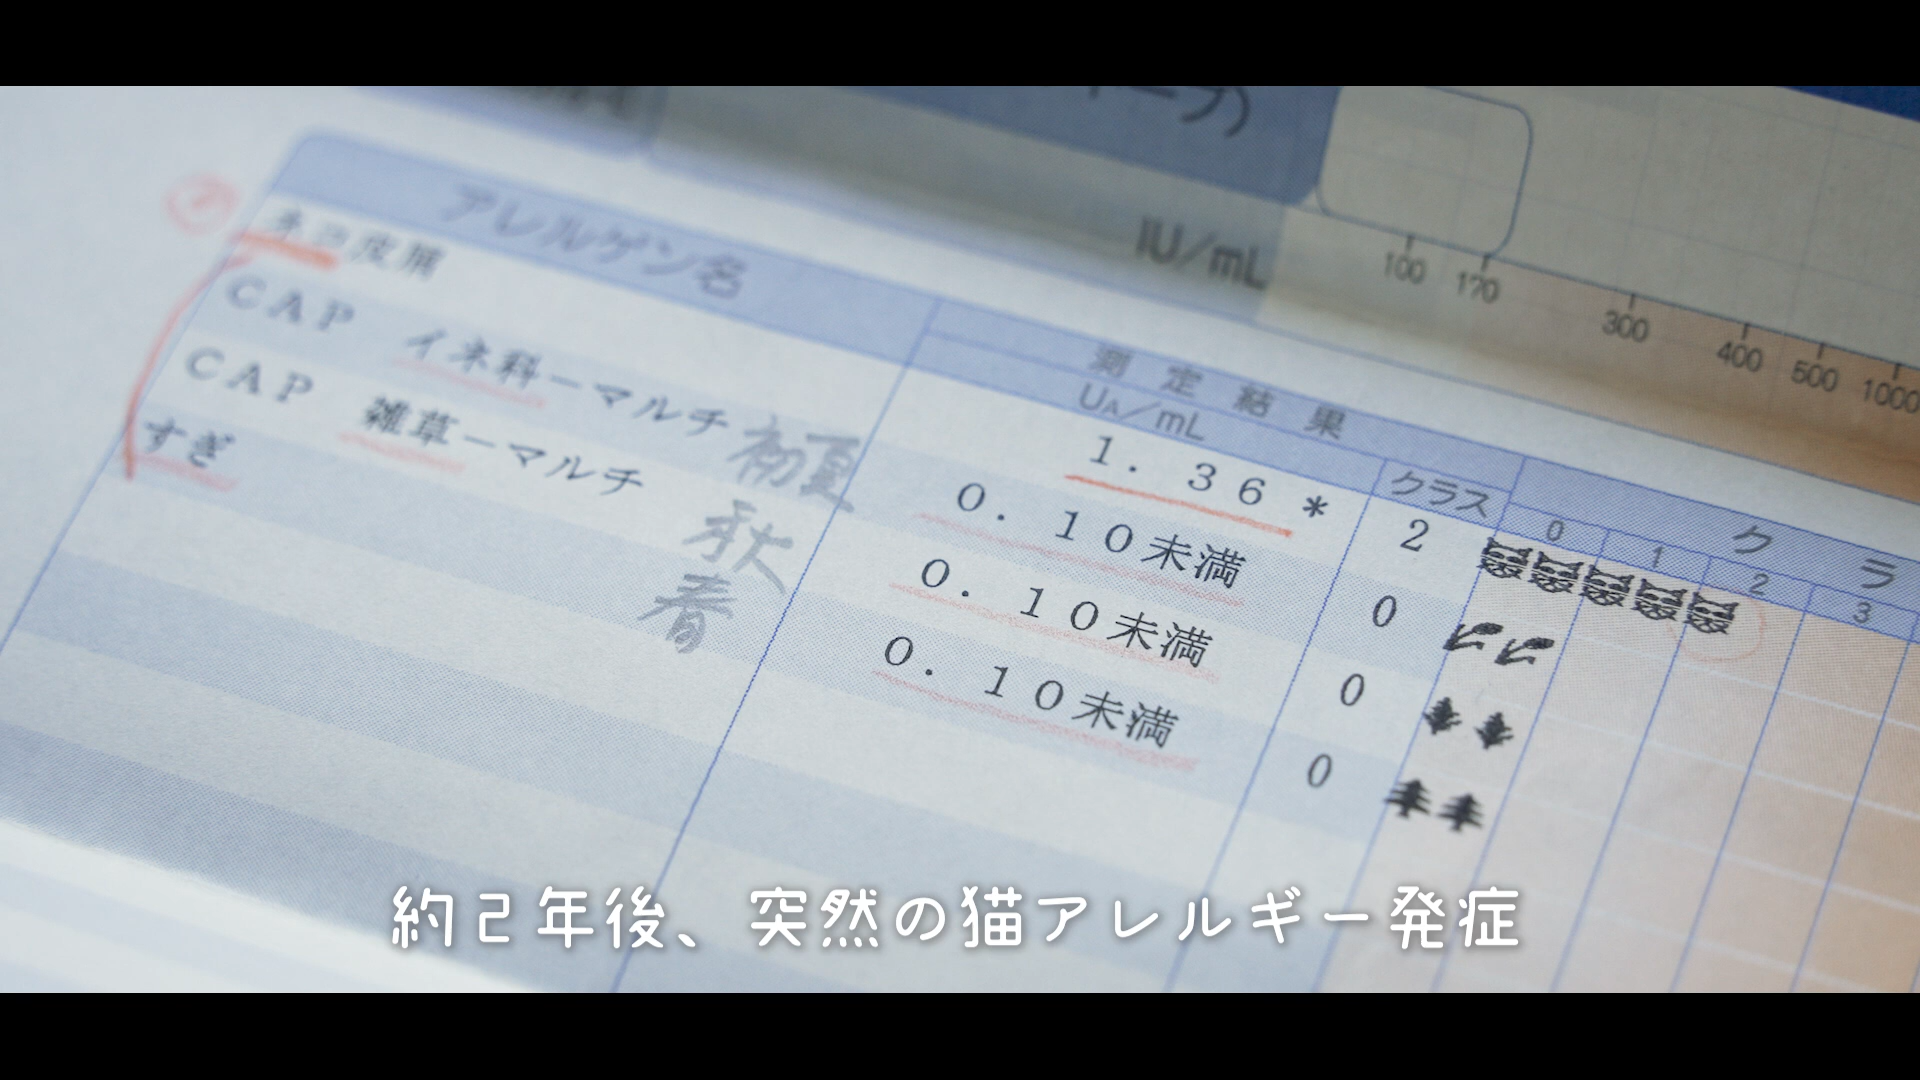 ープ)
IU/mL
100 170 300 400 500 1000
アレルゲン名
測定結果
UA/mL
クラス
クラ
0 1 2 3
ネコ皮屑 1.36* 2
CAP イネ科-マルチ 初夏 0.10未満 0
CAP 雑草-マルチ 秋 0.10未満 0
すぎ 春 0.10未満 0
約2年後、突然の猫アレルギー発症